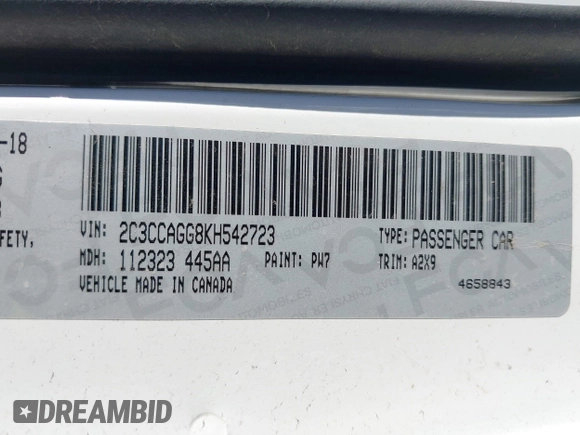 -18
VIN: 2C3CCAGG8KH542723
TYPE: PASSENGER CAR
FETY,
MDH: 112323 445AA
PAINT: PW7
TRIM: A2X9
VEHICLE MADE IN CANADA
4658843
DREAMBID